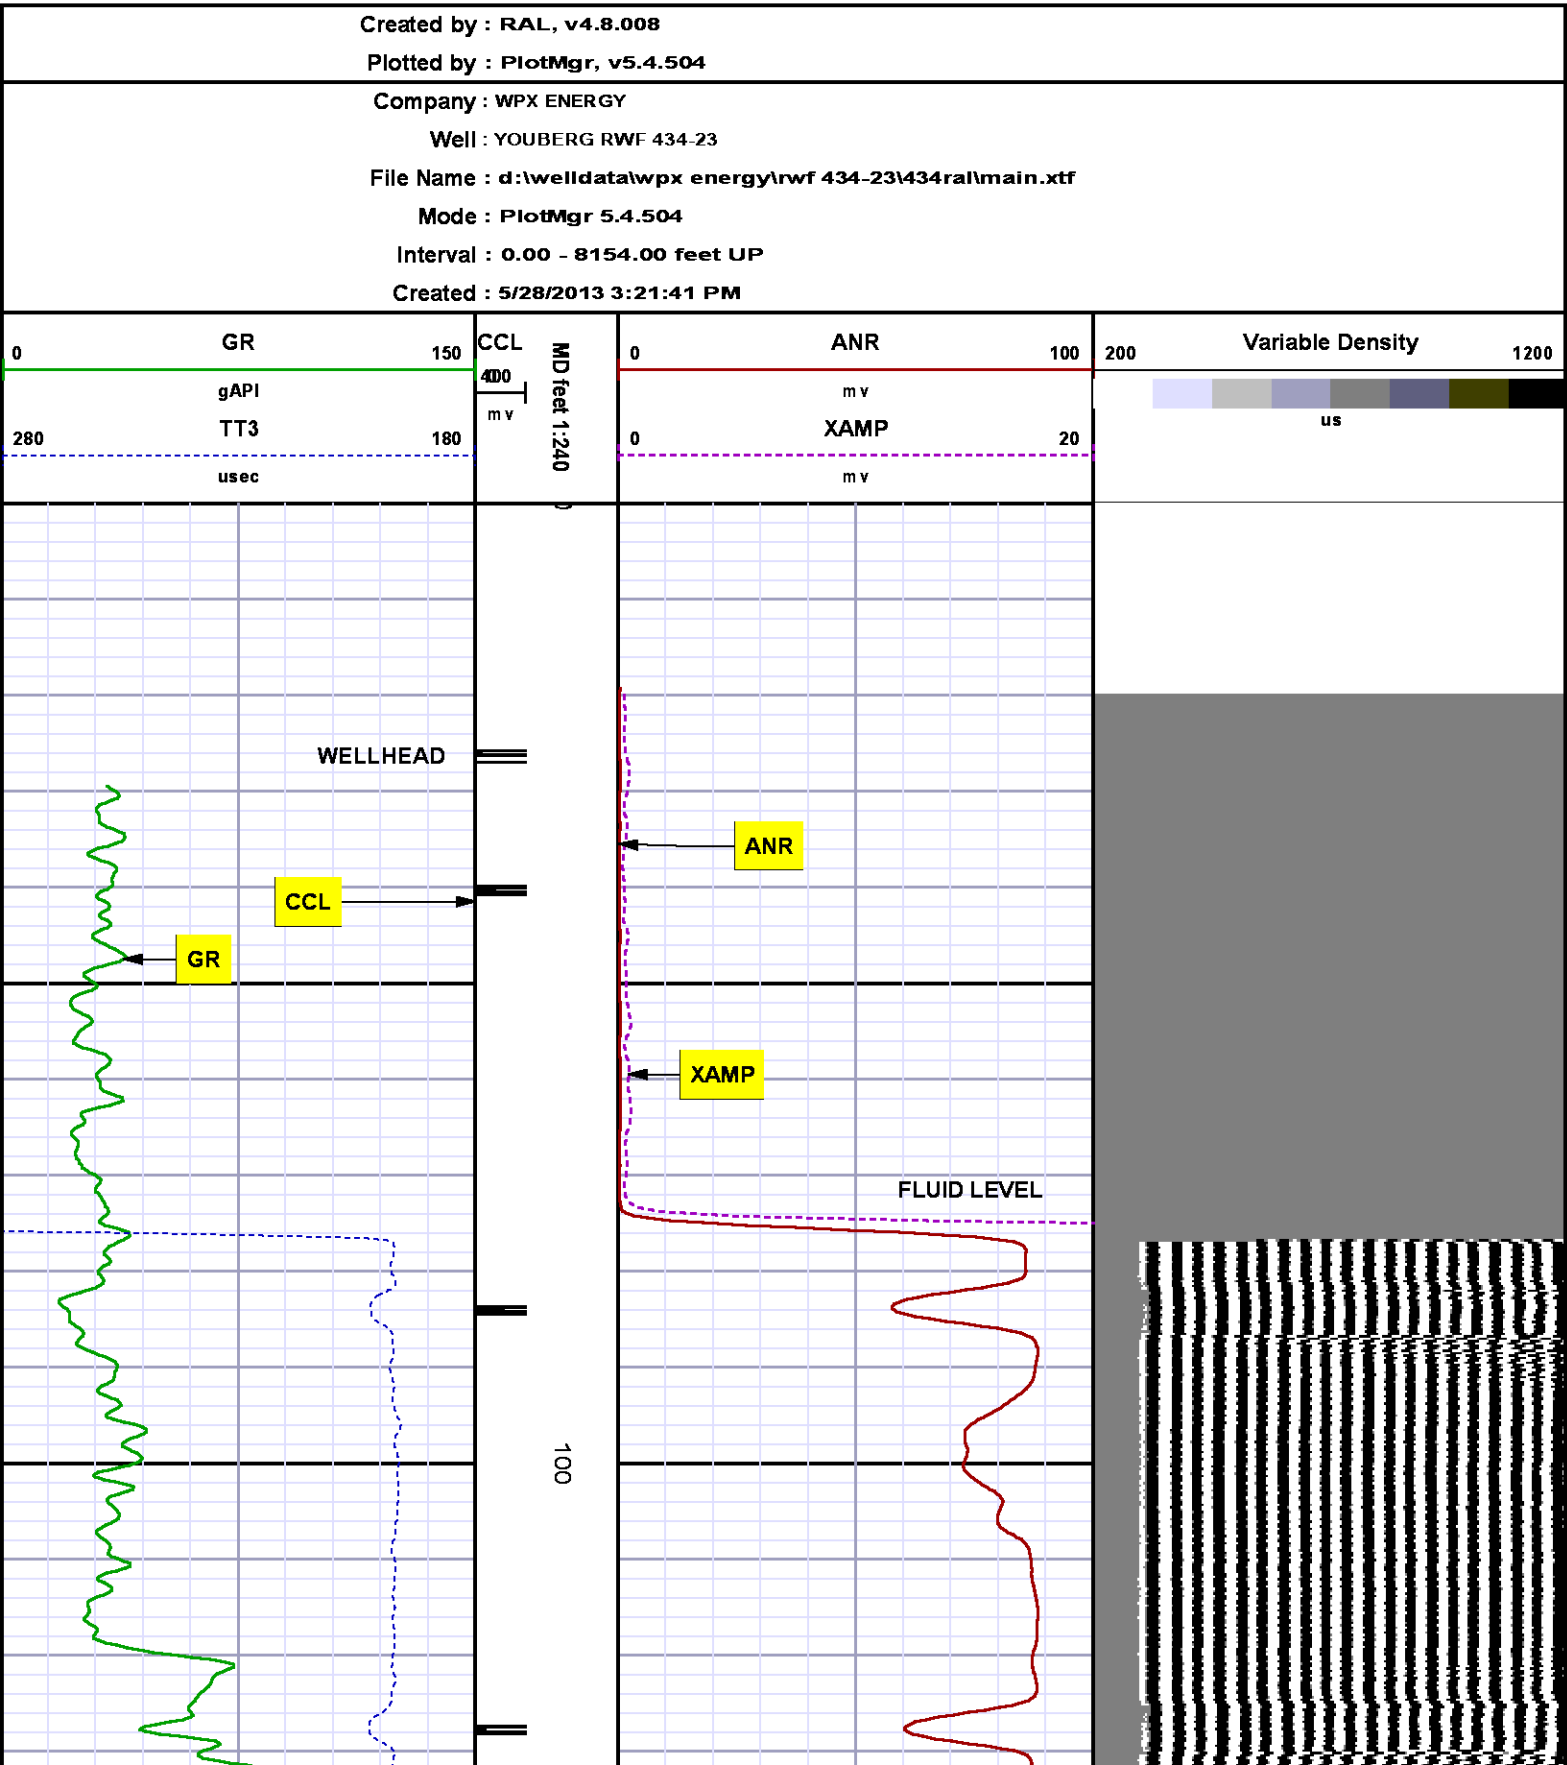 Created by : RAL, v4.8.008
Plotted by : PlotMgr, v5.4.504
Company : WPX ENERGY
Well : YOUBERG RWF 434-23
File Name : d:\welldata\wpx energy\rwf 434-23\434ral\main.xtf
Mode : PlotMgr 5.4.504
Interval : 0.00 - 8154.00 feet UP
Created : 5/28/2013 3:21:41 PM
0 GR 150
gAPI
280 TT3 180
usec
CCL
mv
MD feet 1:240
0 ANR 100
mv
0 XAMP 20
mv
200 Variable Density 1200
us
WELLHEAD
ANR
CCL
GR
XAMP
FLUID LEVEL
100